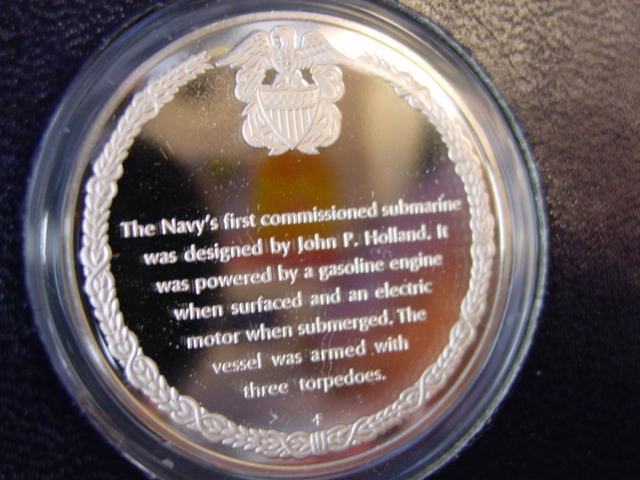 The Navy's first commissioned submarine
was designed by John P. Holland. It
was powered by a gasoline engine
when surfaced and an electric
motor when submerged. The
vessel was armed with
three torpedoes.
4